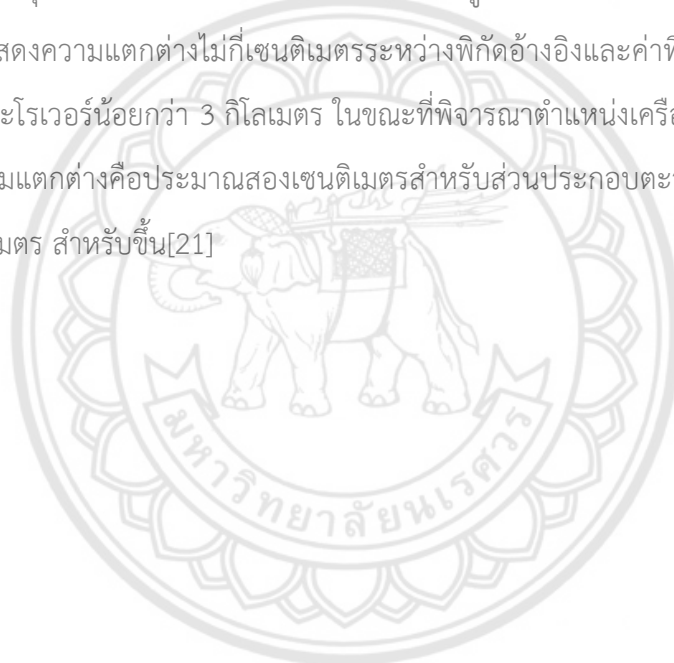 สดงความแตกต่างไม่กี่เซนติเมตรระหว่างพิกัดอ้างอิงและค่าที
ะโรเวอร์น้อยกว่า 3 กิโลเมตร ในขณะที่พิจารณาตำแหน่งเครือ
มแตกต่างคือประมาณสองเซนติเมตรสำหรับส่วนประกอบตะว
มตร สำหรับขึ้น[21]
มหาวิทยาลัยนเรศวร